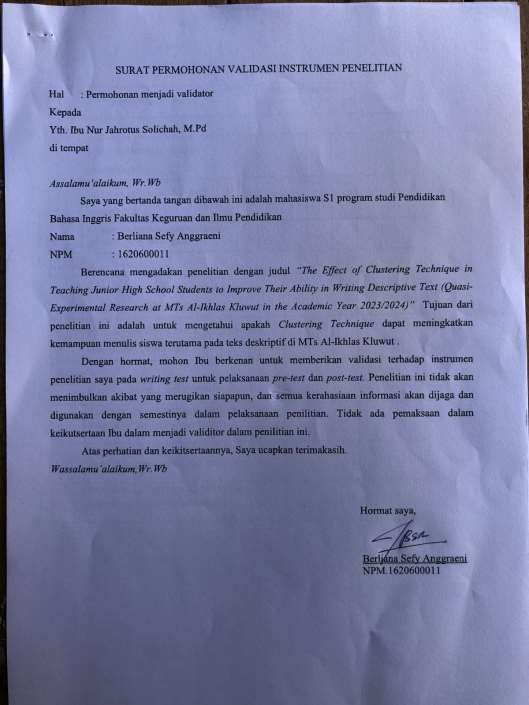 SURAT PERMOHONAN VALIDASI INSTRUMEN PENELITIAN
Hal : Permohonan menjadi validator
Kepada
Yth. Ibu Nur Jahrotus Solichah, M.Pd
di tempat
Assalamu'alaikum, Wr.Wb
Saya yang bertanda tangan dibawah ini adalah mahasiswa S1 program studi Pendidikan
Bahasa Inggris Fakultas Keguruan dan Ilmu Pendidikan
Nama : Berliana Sefy Anggraeni
NPM : 1620600011
Berencana mengadakan penelitian dengan judul "The Effect of Clustering Technique in
Teaching Junior High School Students to Improve Their Ability in Writing Descriptive Text (Quasi-
Experimental Research at MTs Al-Ikhlas Kluwut in the Academic Year 2023/2024)" Tujuan dari
penelitian ini adalah untuk mengetahui apakah Clustering Technique dapat meningkatkan
kemampuan menulis siswa terutama pada teks deskriptif di MTs Al-Ikhlas Kluwut .
Dengan hormat, mohon Ibu berkenan untuk memberikan validasi terhadap instrumen
penelitian saya pada writing test untuk pelaksanaan pre-test dan post-test. Penelitian ini tidak akan
menimbulkan akibat yang merugikan siapapun, dan semua kerahasiaan informasi akan dijaga dan
digunakan dengan semestinya dalam pelaksanaan penilitian. Tidak ada pemaksaan dalam
keikutsertaan Ibu dalam menjadi validitor dalam penilitian ini.
Atas perhatian dan keikitsertaannya, Saya ucapkan terimakasih.
Wassalamu'alaikum,Wr.Wb
Hormat saya,
Berliana Sefy Anggraeni
NPM.1620600011